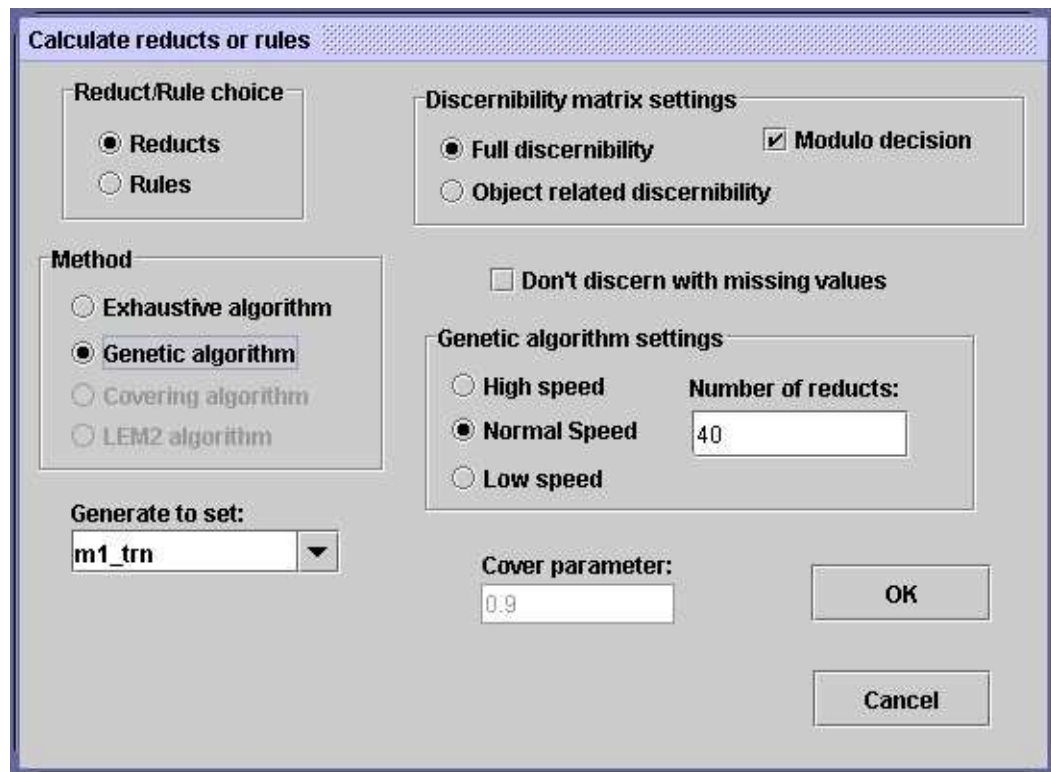 Calculate reducts or rules
Reduct/Rule choice
Reducts
Rules
Discernibility matrix settings
Full discernibility
Modulo decision
Object related discernibility
Method
Exhaustive algorithm
Genetic algorithm
Covering algorithm
LEM2 algorithm
Don't discern with missing values
Genetic algorithm settings
High speed
Normal Speed
Low speed
Number of reducts:
40
Generate to set:
m1_trn
Cover parameter:
0.9
OK
Cancel